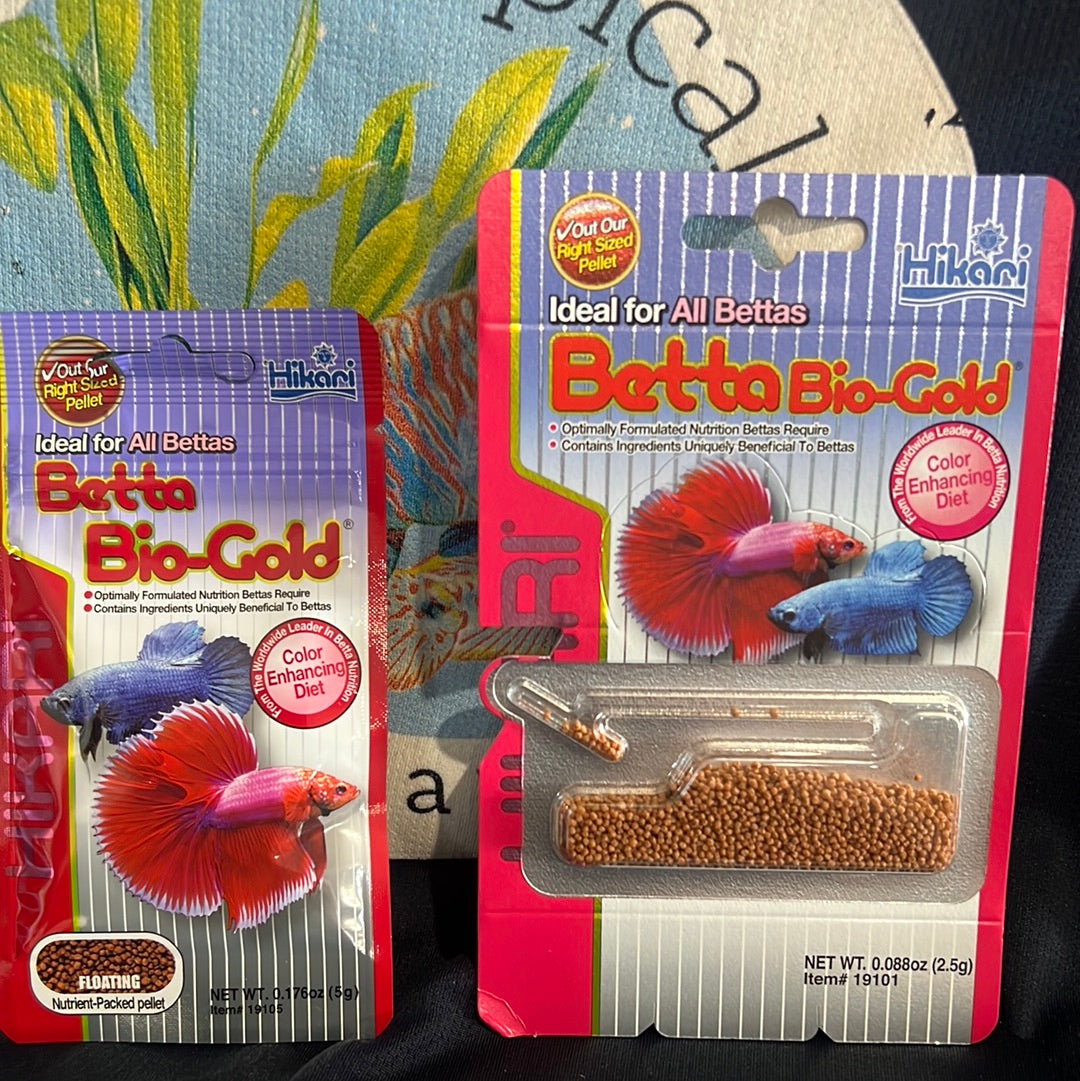 pical
a
✓Out Our
Right Sized
Pellet
Hikari
Ideal for All Bettas
Betta
Bio-Gold®
Optimally Formulated Nutrition Bettas Require
Contains Ingredients Uniquely Beneficial To Bettas
From The Worldwide Leader In Betta Nutrition
Color
Enhancing
Diet
HIKARI
FLOATING
Nutrient-Packed pellet
NET WT. 0.176oz (5g)
Item# 19105
✓Out Our
Right Sized
Pellet
Hikari
Ideal for All Bettas
Betta Bio-Gold®
• Optimally Formulated Nutrition Bettas Require
• Contains Ingredients Uniquely Beneficial To Bettas
From The Worldwide Leader In Betta Nutrition
Color
Enhancing
Diet
NET WT. 0.088oz (2.5g)
Item# 19101